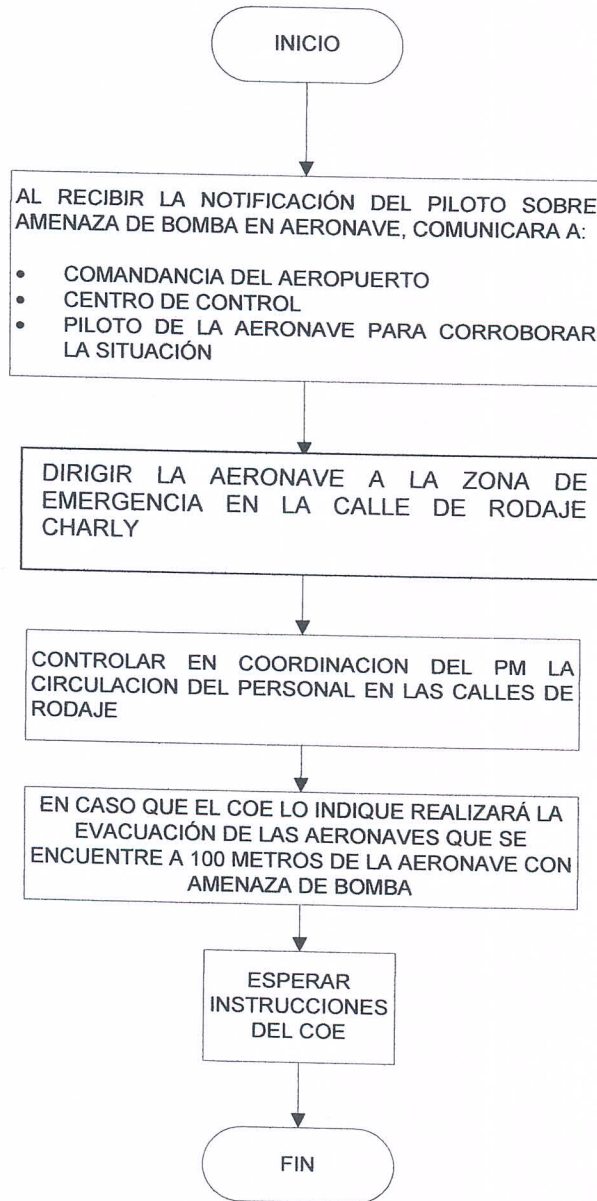 INICIO
AL RECIBIR LA NOTIFICACIÓN DEL PILOTO SOBRE
AMENAZA DE BOMBA EN AERONAVE, COMUNICARA A:
• COMANDANCIA DEL AEROPUERTO
• CENTRO DE CONTROL
• PILOTO DE LA AERONAVE PARA CORROBORAR
LA SITUACIÓN
DIRIGIR LA AERONAVE A LA ZONA DE
EMERGENCIA EN LA CALLE DE RODAJE
CHARLY
CONTROLAR EN COORDINACION DEL PM LA
CIRCULACION DEL PERSONAL EN LAS CALLES DE
RODAJE
EN CASO QUE EL COE LO INDIQUE REALIZARÁ LA
EVACUACIÓN DE LAS AERONAVES QUE SE
ENCUENTRE A 100 METROS DE LA AERONAVE CON
AMENAZA DE BOMBA
ESPERAR
INSTRUCCIONES
DEL COE
FIN